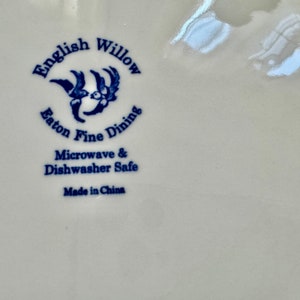 English Willow
Eaton Fine Dining
Microwave &
Dishwasher Safe
Made in China